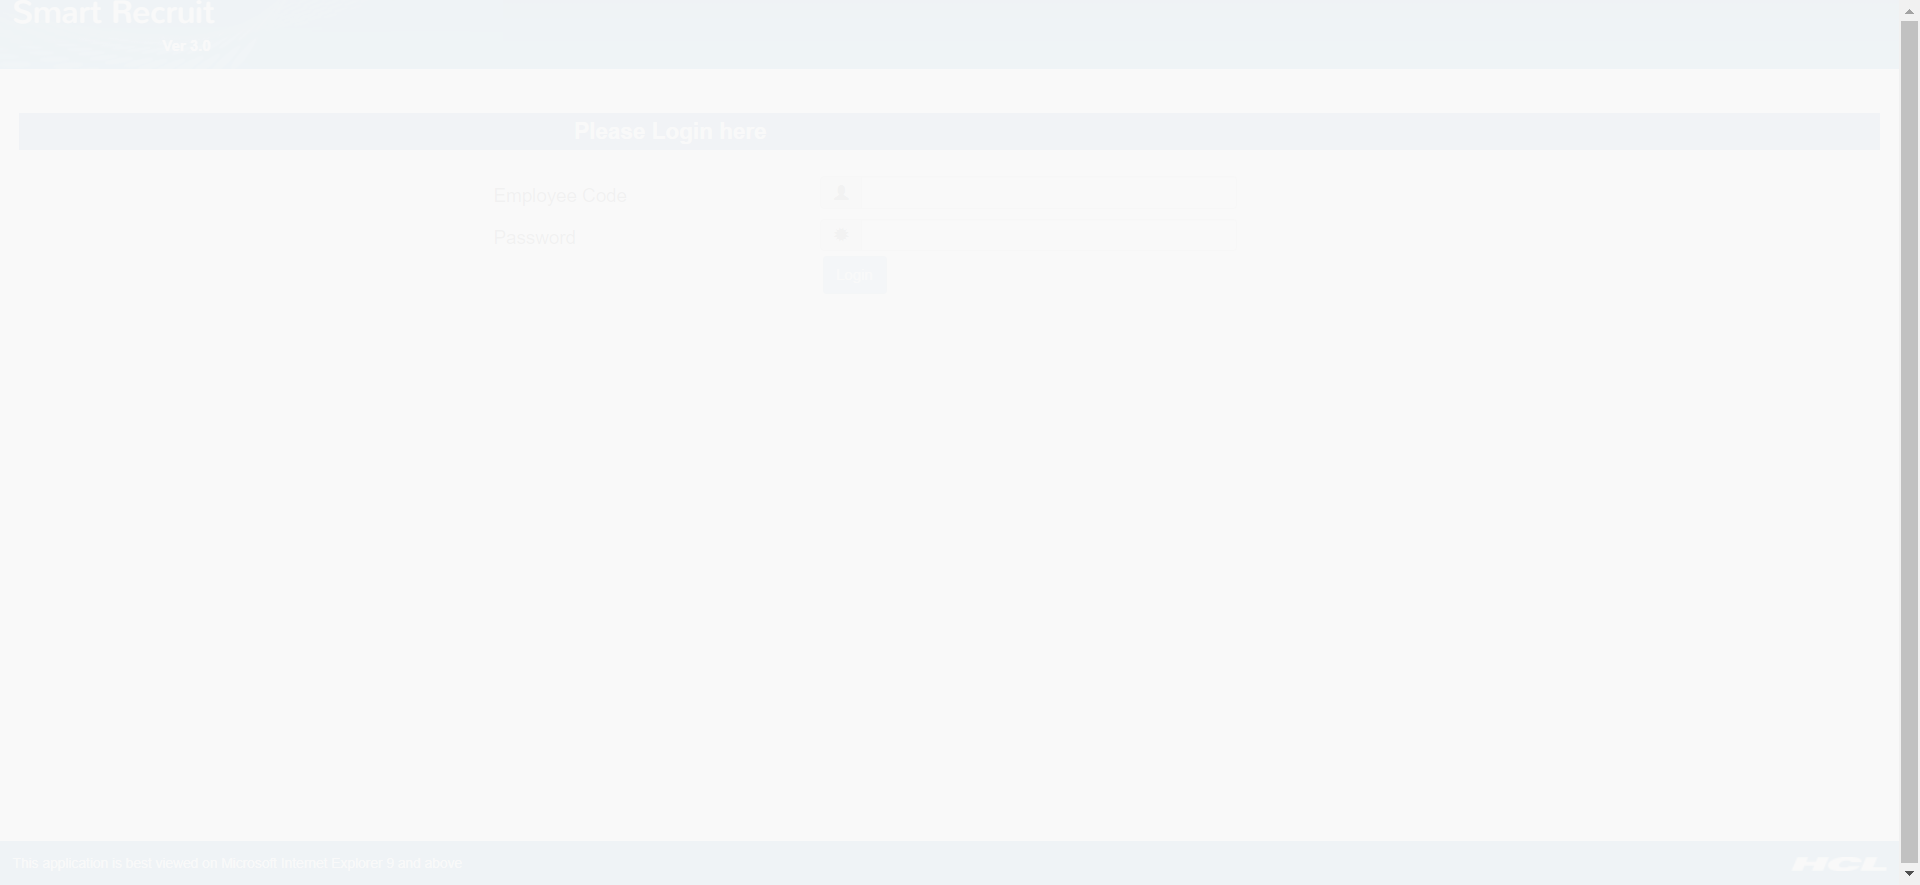 Smart Recruit
Ver 3.0
Please Login here
Employee Code
Password
Login
This application is best viewed on Microsoft Internet Explorer 9 and above
HCL